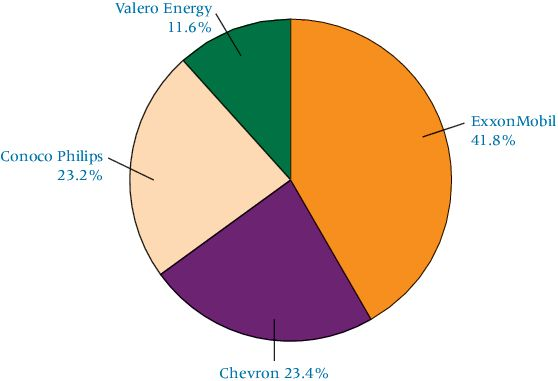 Valero Energy
11.6%
ExxonMobil
41.8%
Conoco Philips
23.2%
Chevron 23.4%